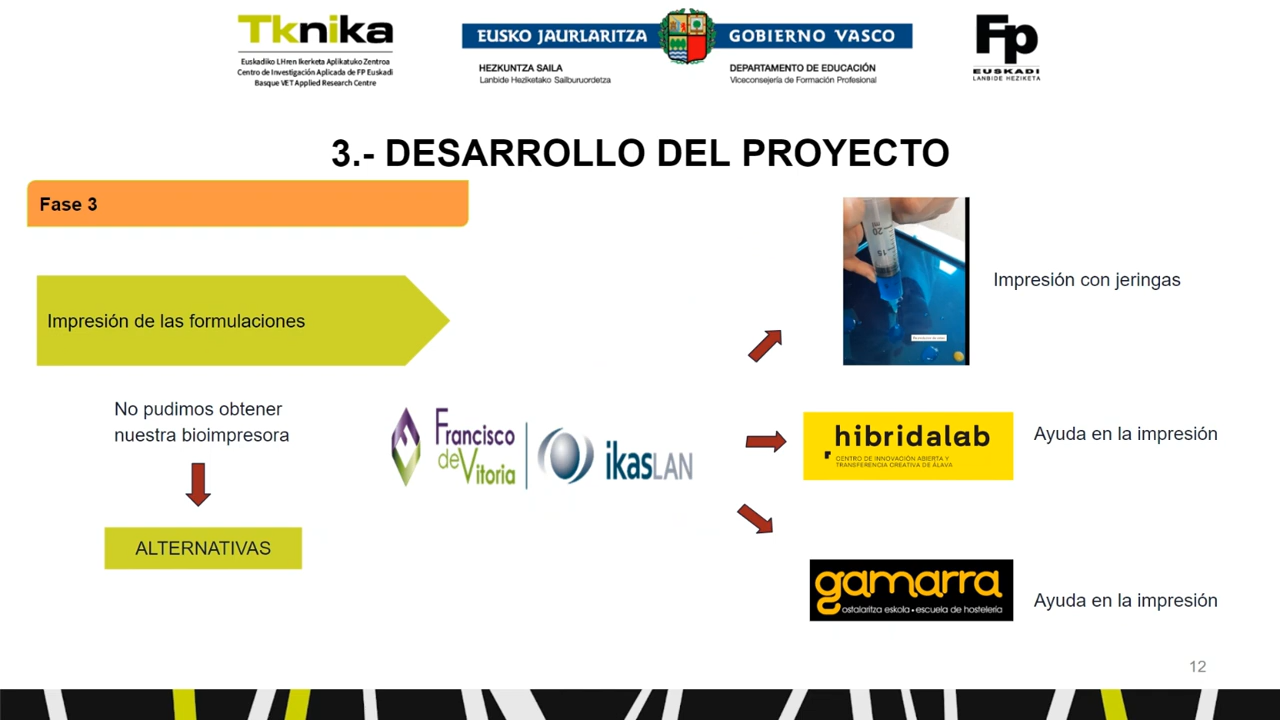 Tknika
Euskadiko LHren Ikerketa Aplikatuko Zentroa
Centro de Investigación Aplicada de FP Euskadi
Basque VET Applied Research Centre
EUSKO JAURLARITZA
GOBIERNO VASCO
HEZKUNTZA SAILA
Lanbide Heziketako Sailburuordetza
DEPARTAMENTO DE EDUCACIÓN
Viceconsejería de Formación Profesional
Fp
EUSKADI
LANBIDE HEZIKETA
3.- DESARROLLO DEL PROYECTO
Fase 3
Impresión de las formulaciones
No pudimos obtener
nuestra bioimpresora
ALTERNATIVAS
Francisco
deVitoria
ikasLAN
20
15
Impresión con jeringas
hibridalab
CENTRO DE INNOVACIÓN ABIERTA Y
TRANSFERENCIA CREATIVA DE ÁLAVA
Ayuda en la impresión
gamarra
ostalaritza eskola • escuela de hostelería
Ayuda en la impresión
12